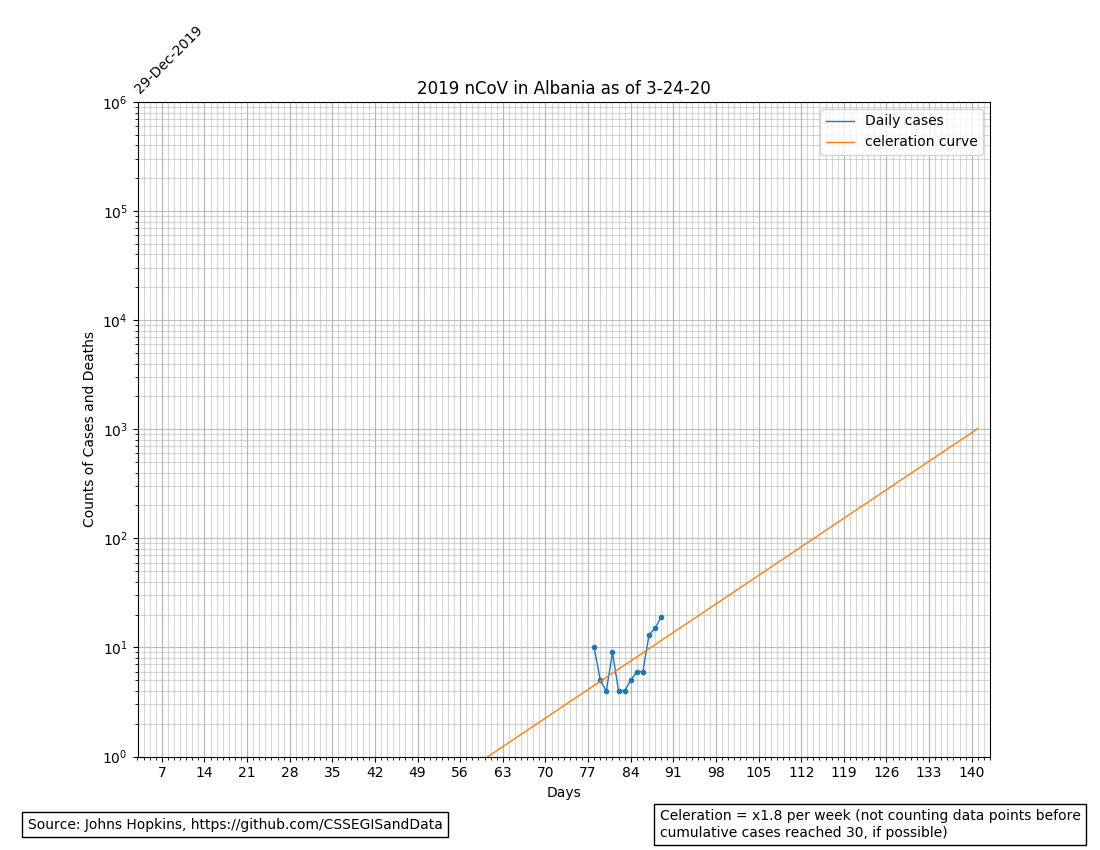 29-Dec-2019
2019 nCoV in Albania as of 3-24-20
Daily cases
celeration curve
Counts of Cases and Deaths
10^6
10^5
10^4
10^3
10^2
10^1
10^0
7 14 21 28 35 42 49 56 63 70 77 84 91 98 105 112 119 126 133 140
Days
Source: Johns Hopkins, https://github.com/CSSEGISandData
Celeration = x1.8 per week (not counting data points before
cumulative cases reached 30, if possible)